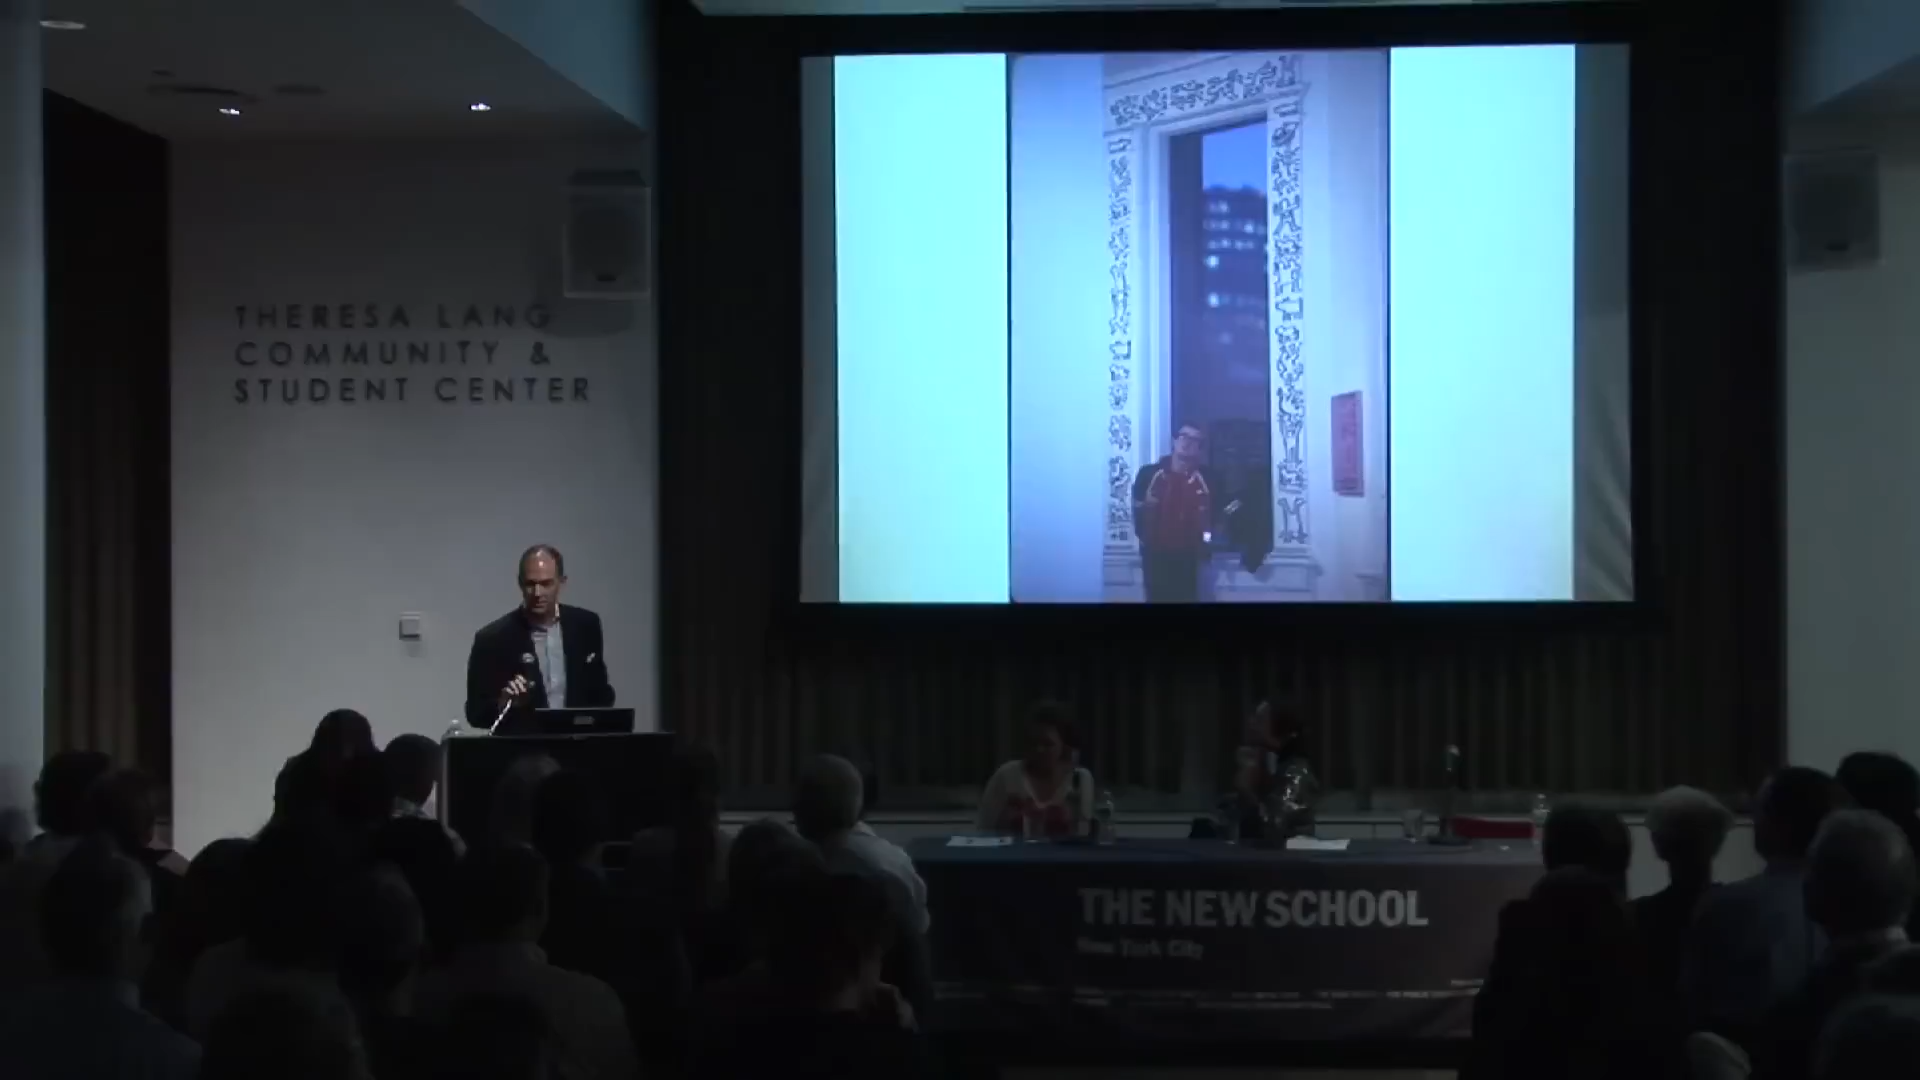 THERESA LANG
COMMUNITY &
STUDENT CENTER
THE NEW SCHOOL
New York City